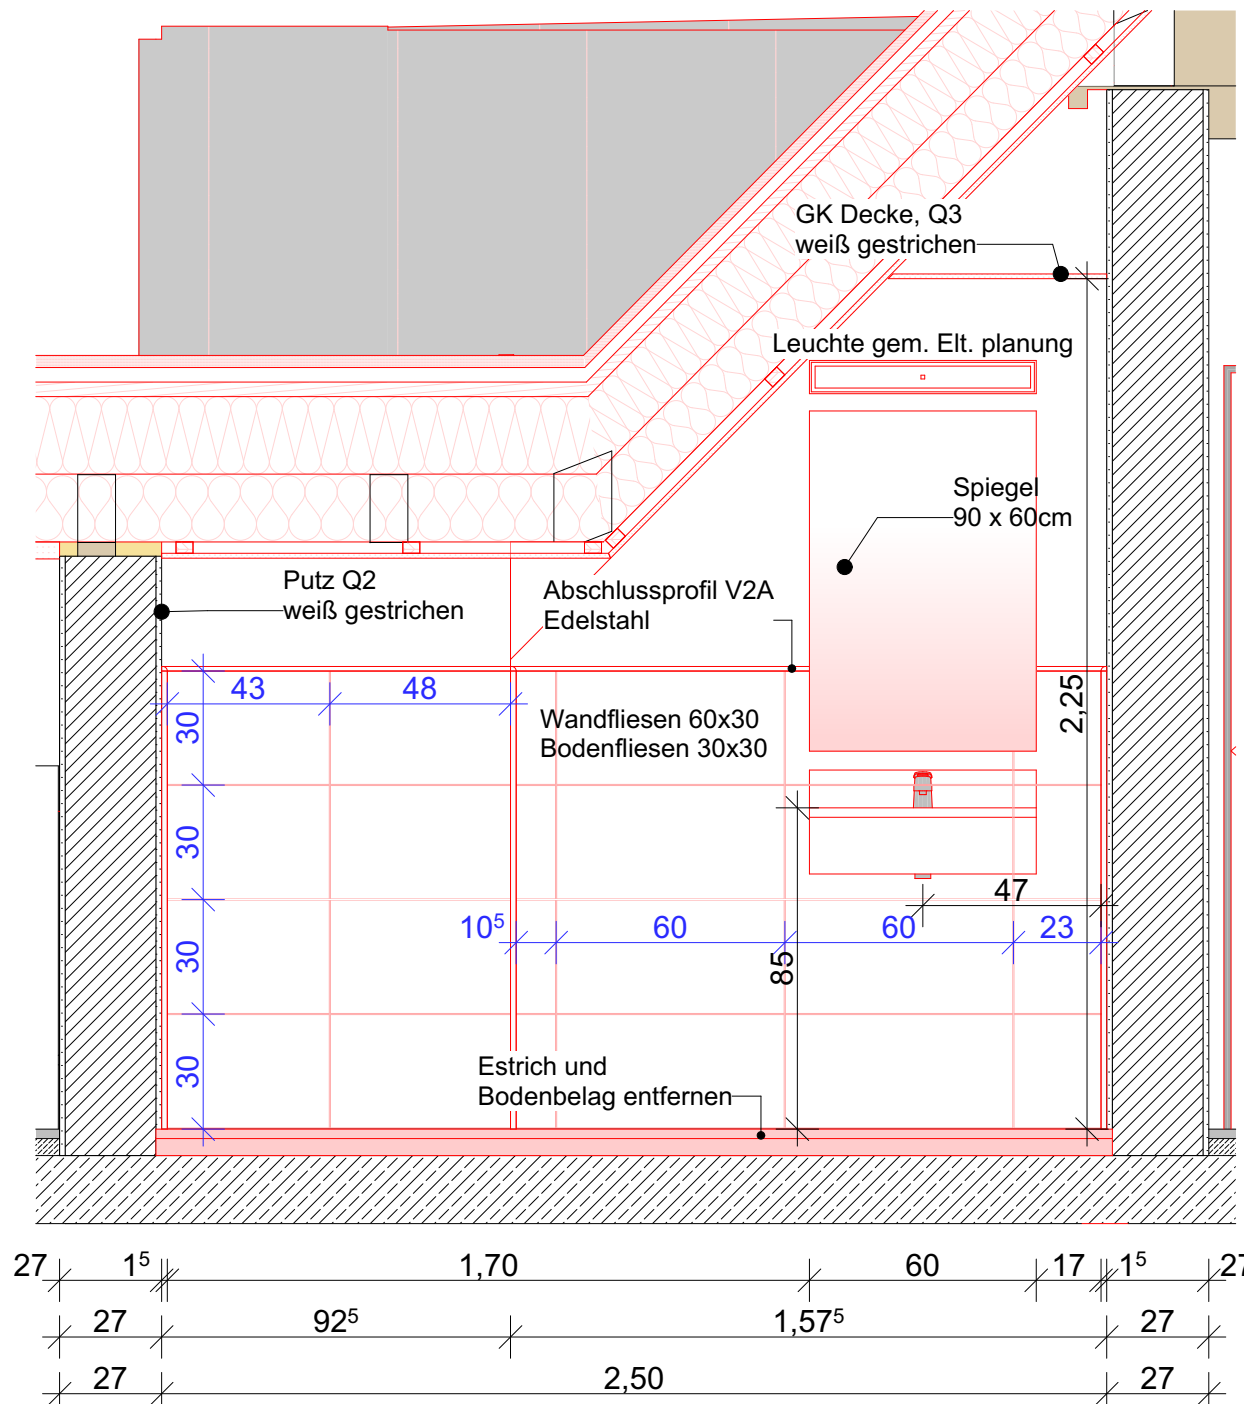 GK Decke, Q3
weiß gestrichen
Leuchte gem. Elt. planung
Spiegel
90 x 60cm
Putz Q2
weiß gestrichen
Abschlussprofil V2A
Edelstahl
43
48
30
2,25
Wandfliesen 60x30
Bodenfliesen 30x30
30
47
10⁵
60
60
23
30
85
30
Estrich und
Bodenbelag entfernen
27 1⁵ 1,70 60 17 1⁵ 27
27 92⁵ 1,57⁵ 27
27 2,50 27